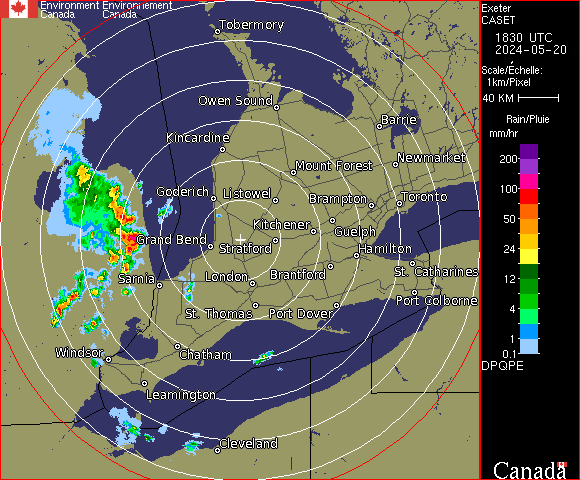 Environment Environnement
Canada Canada
Tobermory
Owen Sound
Barrie
Kincardine
Mount Forest
Newmarket
Goderich
Listowel
Brampton
Toronto
Kitchener
Guelph
Grand Bend
Stratford
Hamilton
Sarnia
London
Brantford
St. Catharines
St. Thomas
Port Dover
Port Colborne
Windsor
Chatham
Leamington
Cleveland
Exeter
CASET
1830 UTC
2024-05-20
Scale/Échelle:
1km/Pixel
40 KM
Rain/Pluie
mm/hr
200
100
50
24
12
4
1
0.1
DPQPE
Canada